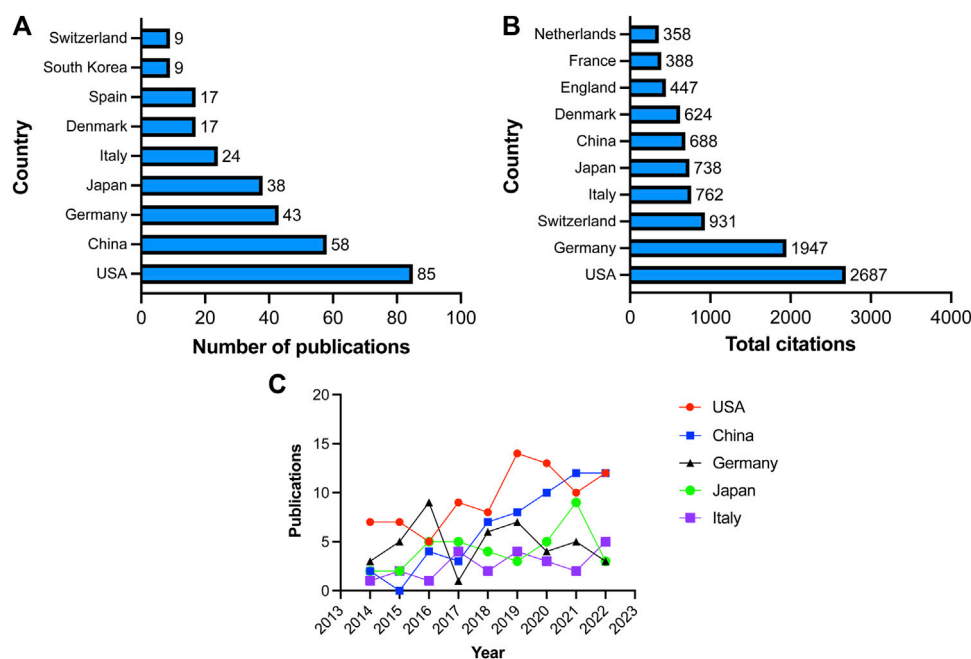 A
Country
Switzerland 9
South Korea 9
Spain 17
Denmark 17
Italy 24
Japan 38
Germany 43
China 58
USA 85
0 20 40 60 80 100
Number of publications
B
Country
Netherlands 358
France 388
England 447
Denmark 624
China 688
Japan 738
Italy 762
Switzerland 931
Germany 1947
USA 2687
0 1000 2000 3000 4000
Total citations
C
Publications
20
15
10
5
0
2013 2014 2015 2016 2017 2018 2019 2020 2021 2022 2023
Year
USA
China
Germany
Japan
Italy